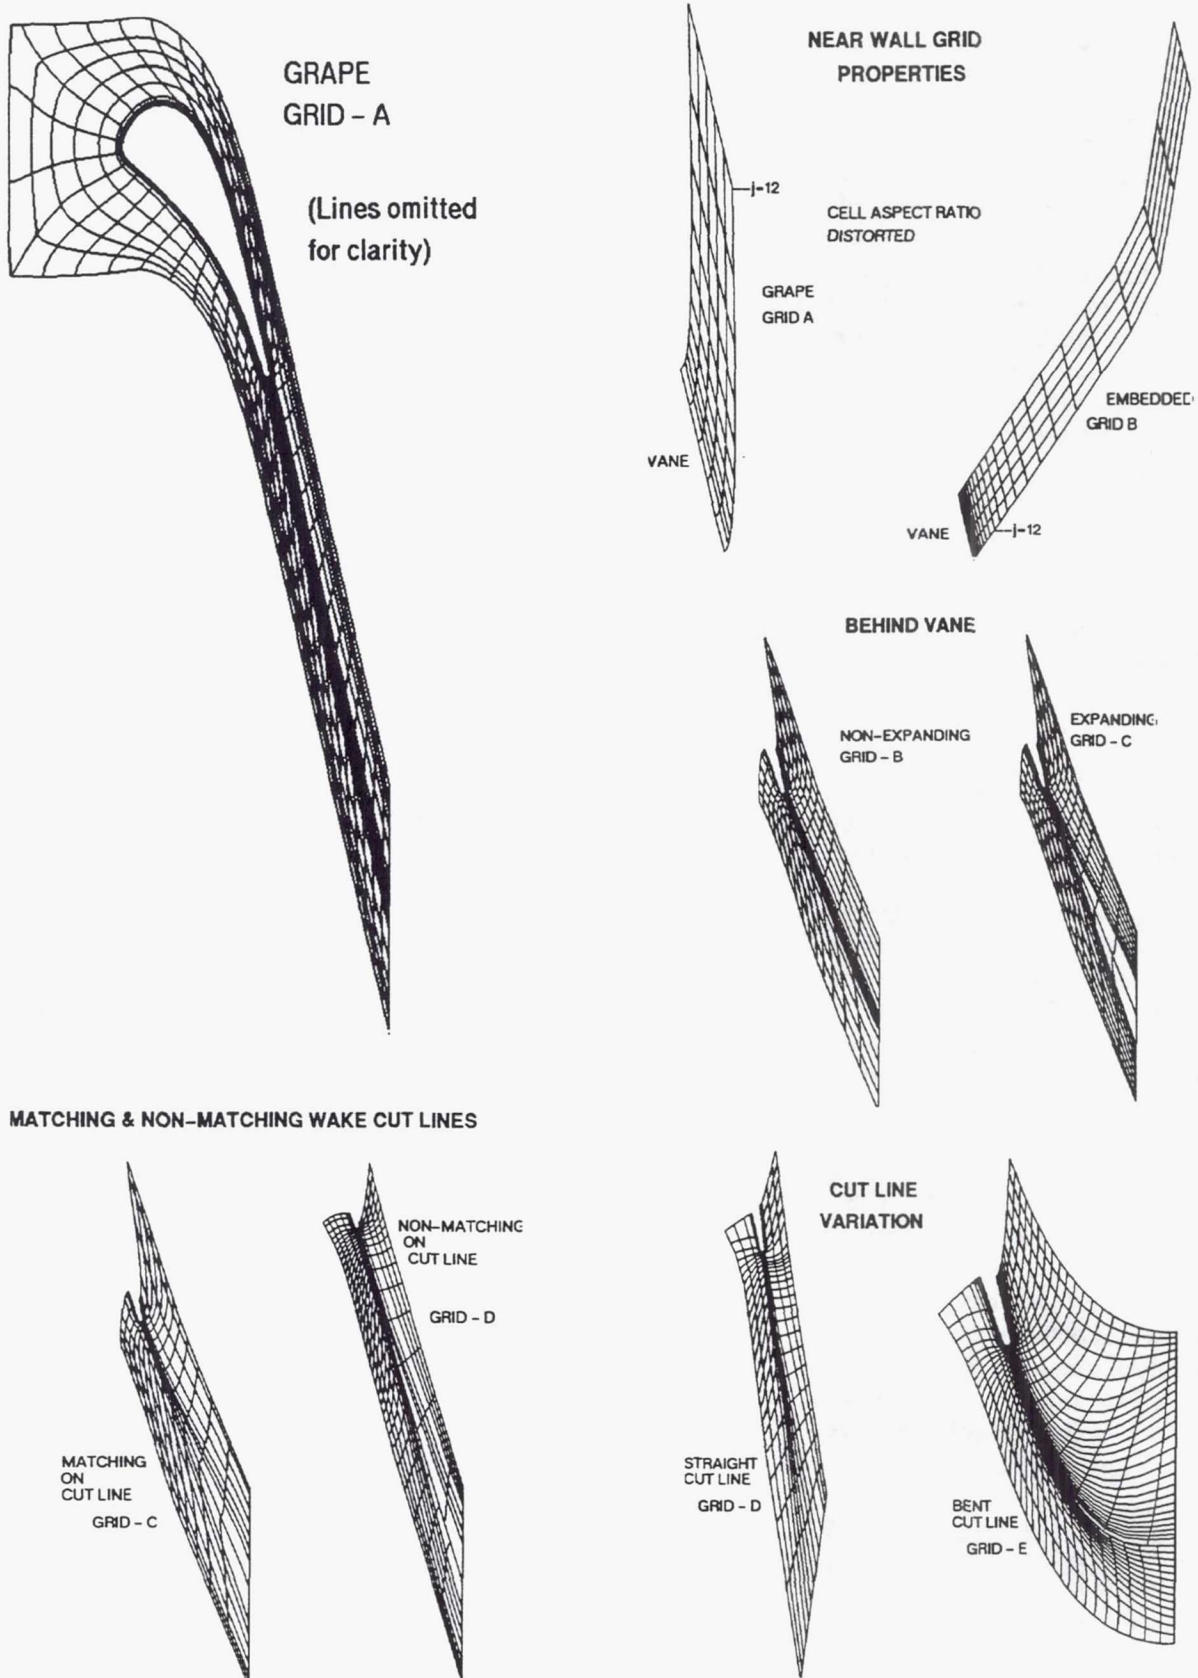 GRAPE
GRID – A
(Lines omitted
for clarity)
NEAR WALL GRID
PROPERTIES
j=12
CELL ASPECT RATIO
DISTORTED
GRAPE
GRID A
VANE
EMBEDDED
GRID B
VANE
j=12
BEHIND VANE
NON-EXPANDING
GRID – B
EXPANDING
GRID – C
MATCHING & NON-MATCHING WAKE CUT LINES
NON-MATCHING
ON
CUT LINE
GRID – D
MATCHING
ON
CUT LINE
GRID – C
CUT LINE
VARIATION
STRAIGHT
CUT LINE
GRID – D
BENT
CUT LINE
GRID – E